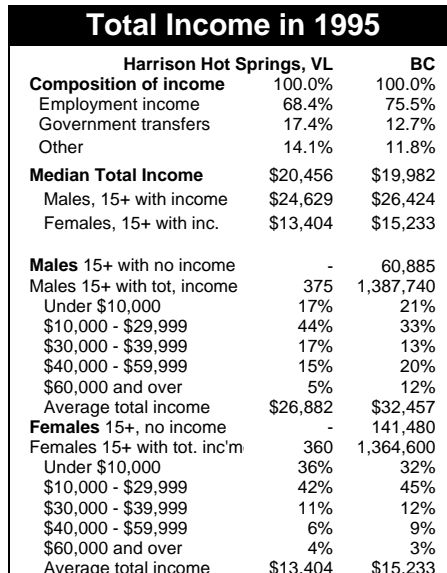 Total Income in 1995
Harrison Hot Springs, VL BC
Composition of income 100.0% 100.0%
Employment income 68.4% 75.5%
Government transfers 17.4% 12.7%
Other 14.1% 11.8%
Median Total Income $20,456 $19,982
Males, 15+ with income $24,629 $26,424
Females, 15+ with inc. $13,404 $15,233
Males 15+ with no income - 60,885
Males 15+ with tot, income 375 1,387,740
Under $10,000 17% 21%
$10,000 - $29,999 44% 33%
$30,000 - $39,999 17% 13%
$40,000 - $59,999 15% 20%
$60,000 and over 5% 12%
Average total income $26,882 $32,457
Females 15+, no income - 141,480
Females 15+ with tot. inc'm 360 1,364,600
Under $10,000 36% 32%
$10,000 - $29,999 42% 45%
$30,000 - $39,999 11% 12%
$40,000 - $59,999 6% 9%
$60,000 and over 4% 3%
Average total income $13,404 $15,233